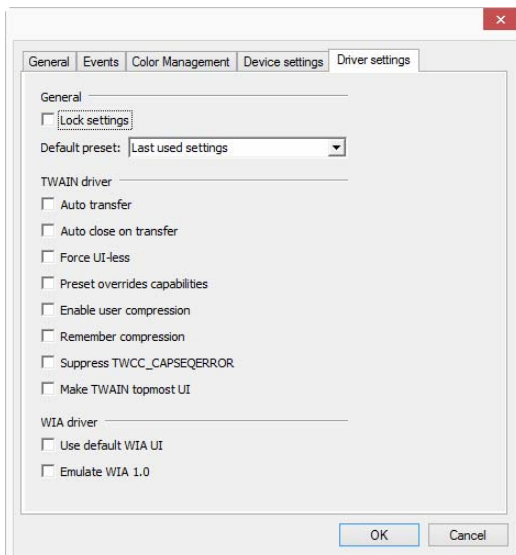 General Events Color Management Device settings Driver settings
General
Lock settings
Default preset: Last used settings
TWAIN driver
Auto transfer
Auto close on transfer
Force UI-less
Preset overrides capabilities
Enable user compression
Remember compression
Suppress TWCC_CAPSEQERROR
Make TWAIN topmost UI
WIA driver
Use default WIA UI
Emulate WIA 1.0
OK Cancel